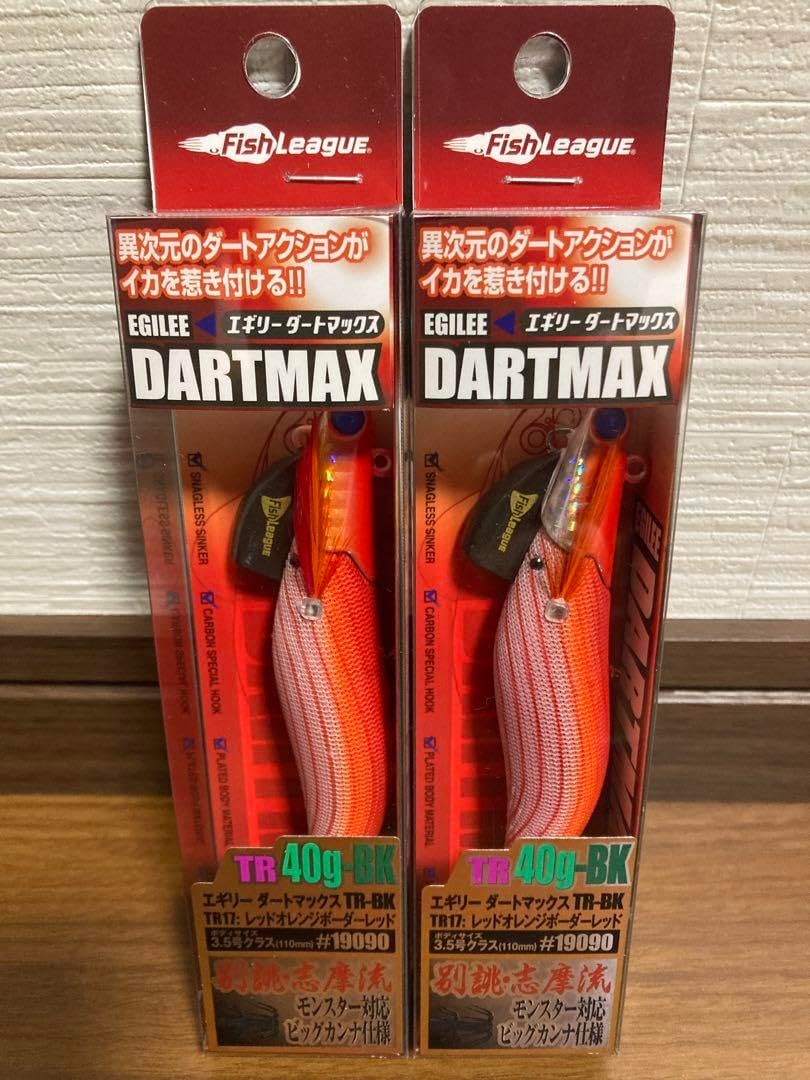 FishLeague
異次元のダートアクションが
イカを惹き付ける!!
EGILEE エギリー ダートマックス
DARTMAX
FishLeague
SNAGLESS SINKER
CARBON SPECIAL HOOK
PLATED BODY MATERIAL
TR 40g-BK
エギリー ダートマックス TR-BK
TR17: レッドオレンジボーダーレッド
ボディサイズ
3.5号クラス(110mm) #19090
別誂・志摩流
モンスター対応
ビッグカンナ仕様
FishLeague
異次元のダートアクションが
イカを惹き付ける!!
EGILEE エギリー ダートマックス
DARTMAX
FishLeague
SNAGLESS SINKER
CARBON SPECIAL HOOK
PLATED BODY MATERIAL
EGILEE
TR 40g-BK
エギリー ダートマックス TR-BK
TR17: レッドオレンジボーダーレッド
ボディサイズ
3.5号クラス(110mm) #19090
別誂・志摩流
モンスター対応
ビッグカンナ仕様